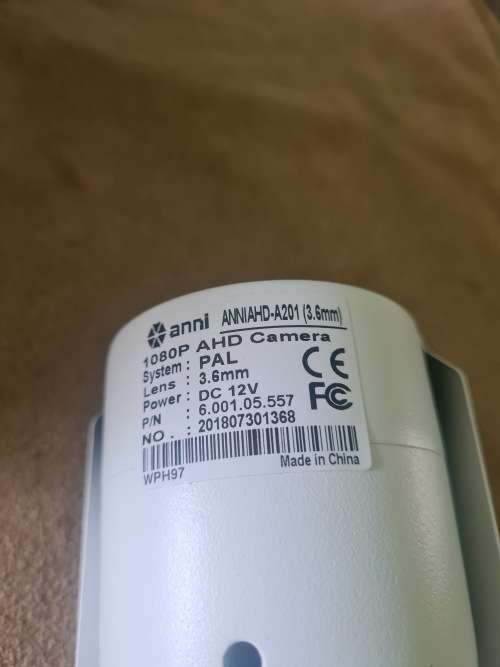 anni ANNIAHD-A201 (3.6mm)
1080P AHD Camera
System : PAL
Lens : 3.6mm
Power : DC 12V
P/N : 6.001.05.557
NO. : 201807301368
CE
FC
WPH97
Made in China